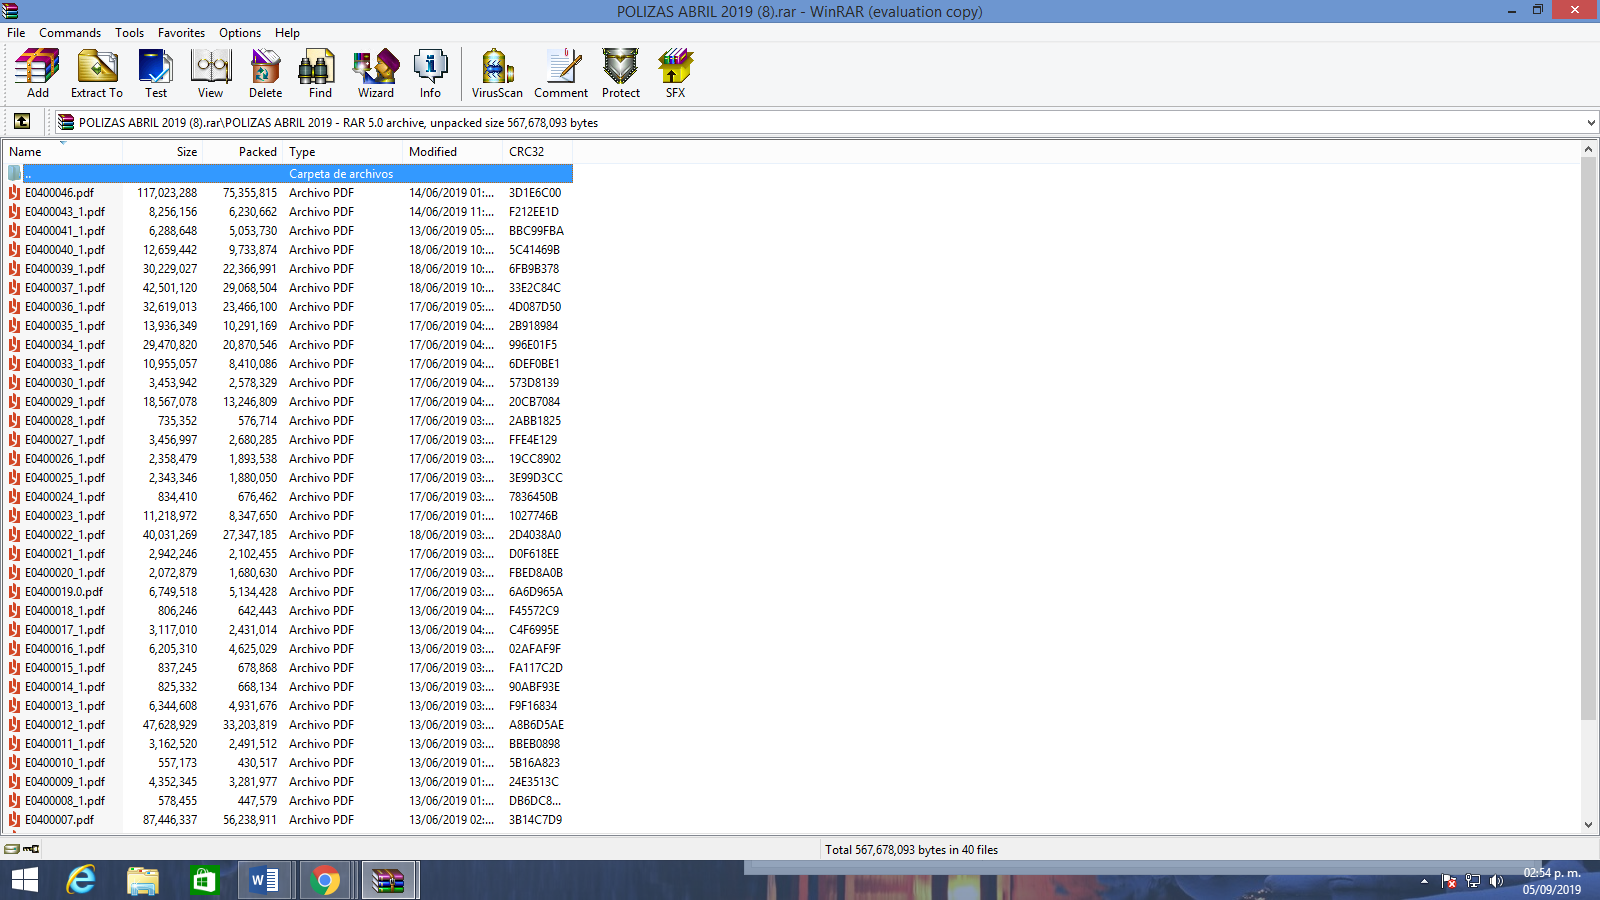 POLIZAS ABRIL 2019 (8).rar - WinRAR (evaluation copy)
File Commands Tools Favorites Options Help
Add Extract To Test View Delete Find Wizard Info VirusScan Comment Protect SFX
POLIZAS ABRIL 2019 (8).rar\POLIZAS ABRIL 2019 - RAR 5.0 archive, unpacked size 567,678,093 bytes
Name Size Packed Type Modified CRC32
.. Carpeta de archivos
E0400046.pdf 117,023,288 75,355,815 Archivo PDF 14/06/2019 01:... 3D1E6C00
E0400043_1.pdf 8,256,156 6,230,662 Archivo PDF 14/06/2019 11:... F212EE1D
E0400041_1.pdf 6,288,648 5,053,730 Archivo PDF 13/06/2019 05:... BBC99FBA
E0400040_1.pdf 12,659,442 9,733,874 Archivo PDF 18/06/2019 10:... 5C41469B
E0400039_1.pdf 30,229,027 22,366,991 Archivo PDF 18/06/2019 10:... 6FB9B378
E0400037_1.pdf 42,501,120 29,068,504 Archivo PDF 18/06/2019 10:... 33E2C84C
E0400036_1.pdf 32,619,013 23,466,100 Archivo PDF 17/06/2019 05:... 4D087D50
E0400035_1.pdf 13,936,349 10,291,169 Archivo PDF 17/06/2019 04:... 2B918984
E0400034_1.pdf 29,470,820 20,870,546 Archivo PDF 17/06/2019 04:... 996E01F5
E0400033_1.pdf 10,955,057 8,410,086 Archivo PDF 17/06/2019 04:... 6DEF0BE1
E0400030_1.pdf 3,453,942 2,578,329 Archivo PDF 17/06/2019 04:... 573D8139
E0400029_1.pdf 18,567,078 13,246,809 Archivo PDF 17/06/2019 04:... 20CB7084
E0400028_1.pdf 735,352 576,714 Archivo PDF 17/06/2019 03:... 2ABB1825
E0400027_1.pdf 3,456,997 2,680,285 Archivo PDF 17/06/2019 03:... FFE4E129
E0400026_1.pdf 2,358,479 1,893,538 Archivo PDF 17/06/2019 03:... 19CC8902
E0400025_1.pdf 2,343,346 1,880,050 Archivo PDF 17/06/2019 03:... 3E99D3CC
E0400024_1.pdf 834,410 676,462 Archivo PDF 17/06/2019 03:... 7836450B
E0400023_1.pdf 11,218,972 8,347,650 Archivo PDF 17/06/2019 01:... 1027746B
E0400022_1.pdf 40,031,269 27,347,185 Archivo PDF 18/06/2019 03:... 2D4038A0
E0400021_1.pdf 2,942,246 2,102,455 Archivo PDF 17/06/2019 03:... D0F618EE
E0400020_1.pdf 2,072,879 1,680,630 Archivo PDF 17/06/2019 03:... FBED8A0B
E0400019.0.pdf 6,749,518 5,134,428 Archivo PDF 17/06/2019 03:... 6A6D965A
E0400018_1.pdf 806,246 642,443 Archivo PDF 13/06/2019 04:... F45572C9
E0400017_1.pdf 3,117,010 2,431,014 Archivo PDF 13/06/2019 04:... C4F6995E
E0400016_1.pdf 6,205,310 4,625,029 Archivo PDF 13/06/2019 03:... 02AFAF9F
E0400015_1.pdf 837,245 678,868 Archivo PDF 17/06/2019 03:... FA117C2D
E0400014_1.pdf 825,332 668,134 Archivo PDF 13/06/2019 03:... 90ABF93E
E0400013_1.pdf 6,344,608 4,931,676 Archivo PDF 13/06/2019 03:... F9F16834
E0400012_1.pdf 47,628,929 33,203,819 Archivo PDF 13/06/2019 03:... A8B6D5AE
E0400011_1.pdf 3,162,520 2,491,512 Archivo PDF 13/06/2019 03:... BBEB0898
E0400010_1.pdf 557,173 430,517 Archivo PDF 13/06/2019 01:... 5B16A823
E0400009_1.pdf 4,352,345 3,281,977 Archivo PDF 13/06/2019 01:... 24E3513C
E0400008_1.pdf 578,455 447,579 Archivo PDF 13/06/2019 01:... DB6DC8...
E0400007.pdf 87,446,337 56,238,911 Archivo PDF 13/06/2019 02:... 3B14C7D9
Total 567,678,093 bytes in 40 files
02:54 p. m.
05/09/2019